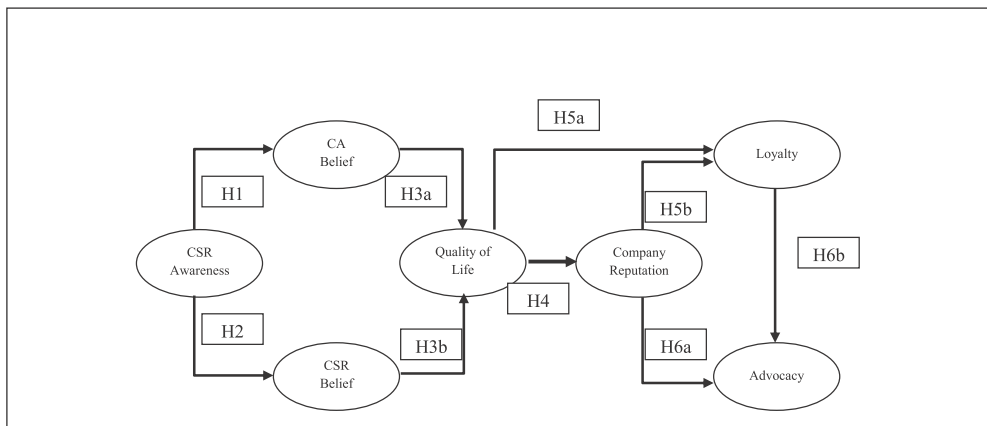 H5a
CA
Belief
Loyalty
H1
H3a
H5b
CSR
Awareness
Quality of
Life
Company
Reputation
H6b
H4
H2
H3b
H6a
CSR
Belief
Advocacy